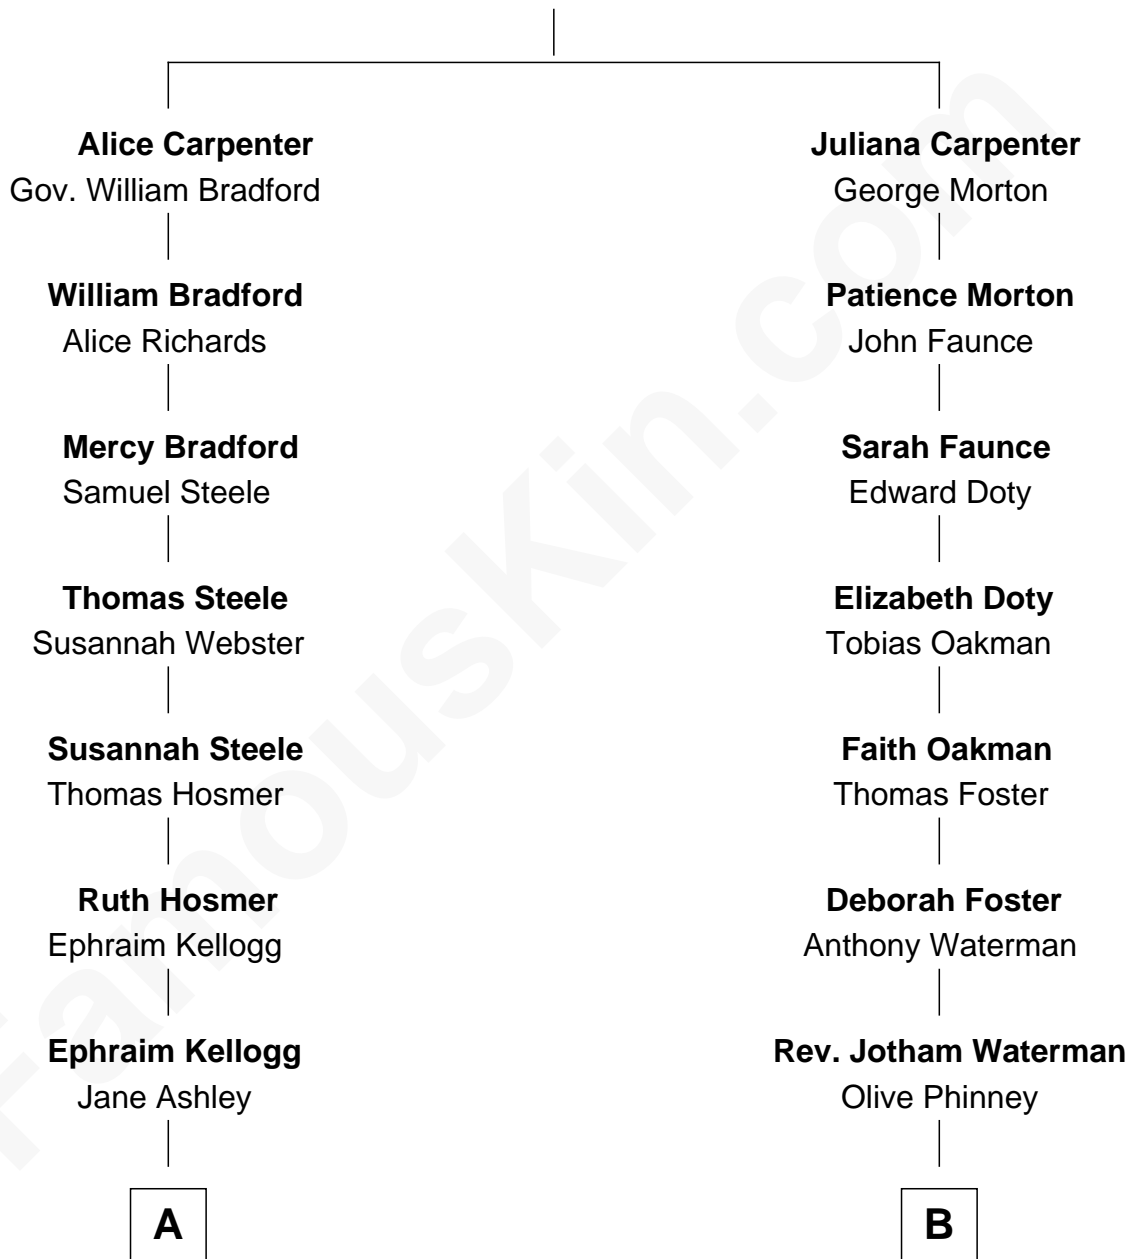 Alice Carpenter
Gov. William Bradford
William Bradford
Alice Richards
Mercy Bradford
Samuel Steele
Thomas Steele
Susannah Webster
Susannah Steele
Thomas Hosmer
Ruth Hosmer
Ephraim Kellogg
Ephraim Kellogg
Jane Ashley
A
Juliana Carpenter
George Morton
Patience Morton
John Faunce
Sarah Faunce
Edward Doty
Elizabeth Doty
Tobias Oakman
Faith Oakman
Thomas Foster
Deborah Foster
Anthony Waterman
Rev. Jotham Waterman
Olive Phinney
B
FamousKin.com